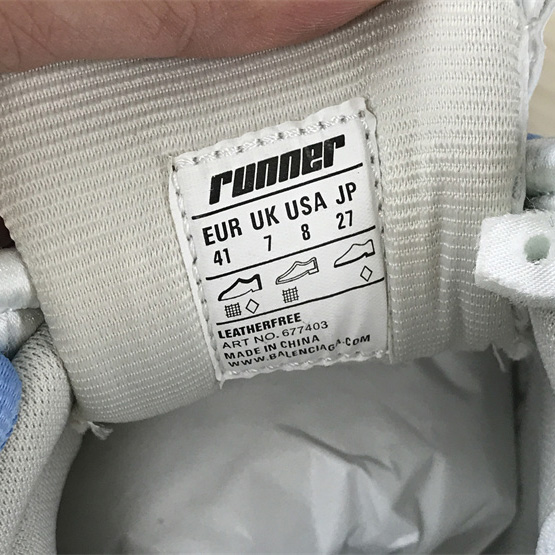 runner
EUR UK USA JP
41 7 8 27
LEATHERFREE
ART NO. 677403
MADE IN CHINA
WWW.BALENCIAGA.COM